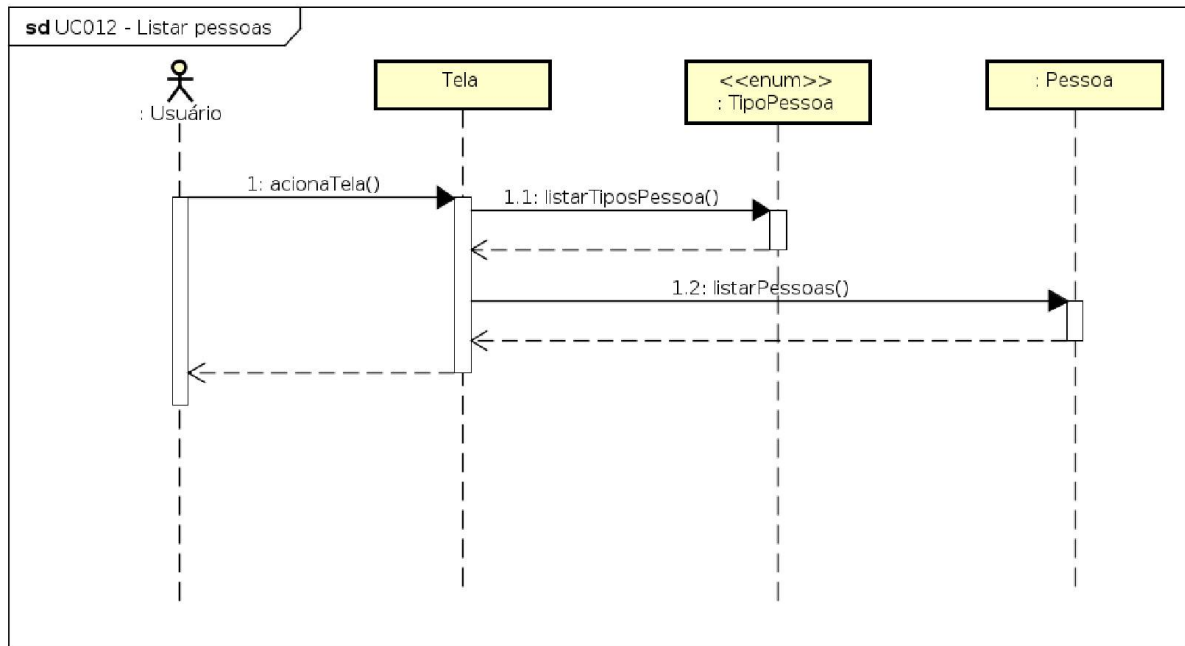 sd UC012 - Listar pessoas
: Usuário
Tela
<<enum>>
: TipoPessoa
: Pessoa
1: acionaTela()
1.1: listarTiposPessoa()
1.2: listarPessoas()